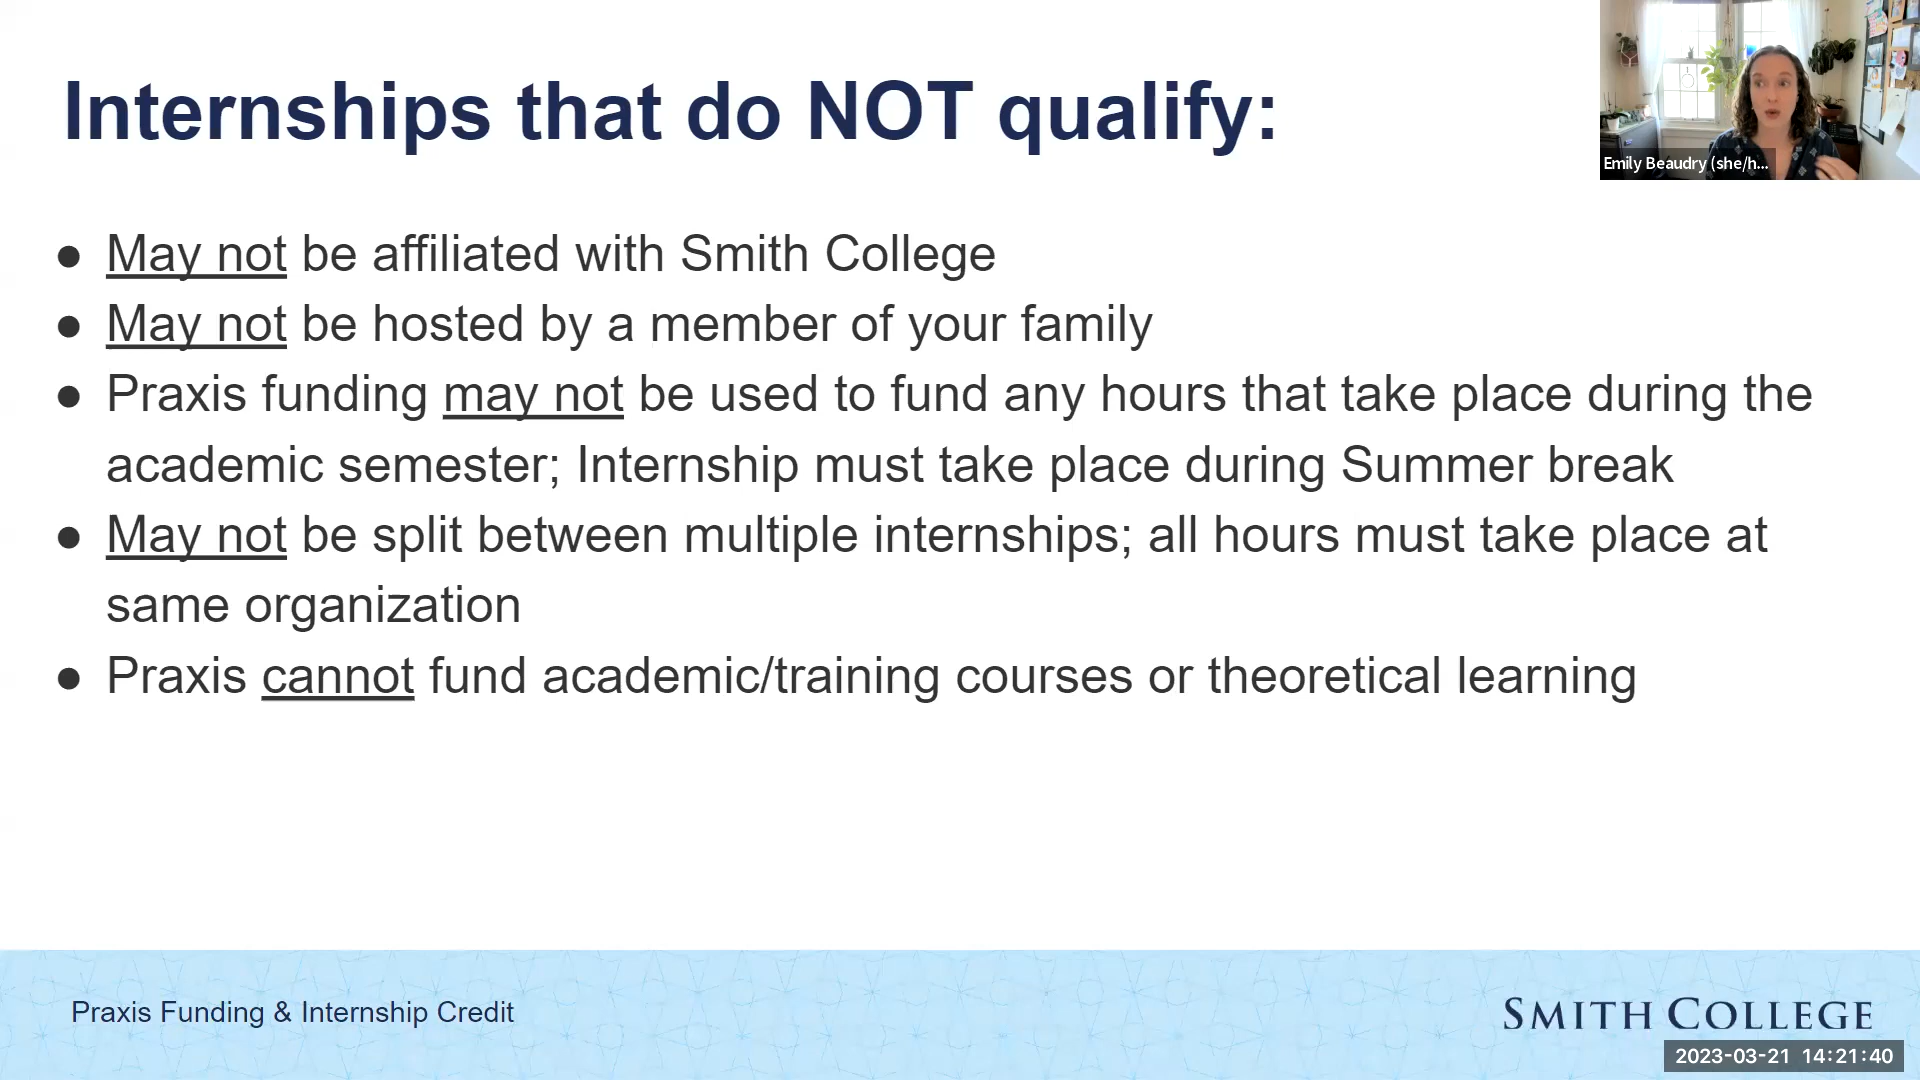 Internships that do NOT qualify:
Emily Beaudry (she/h...
● May not be affiliated with Smith College
● May not be hosted by a member of your family
● Praxis funding may not be used to fund any hours that take place during the
academic semester; Internship must take place during Summer break
● May not be split between multiple internships; all hours must take place at
same organization
● Praxis cannot fund academic/training courses or theoretical learning
Praxis Funding & Internship Credit
SMITH COLLEGE
2023-03-21 14:21:40